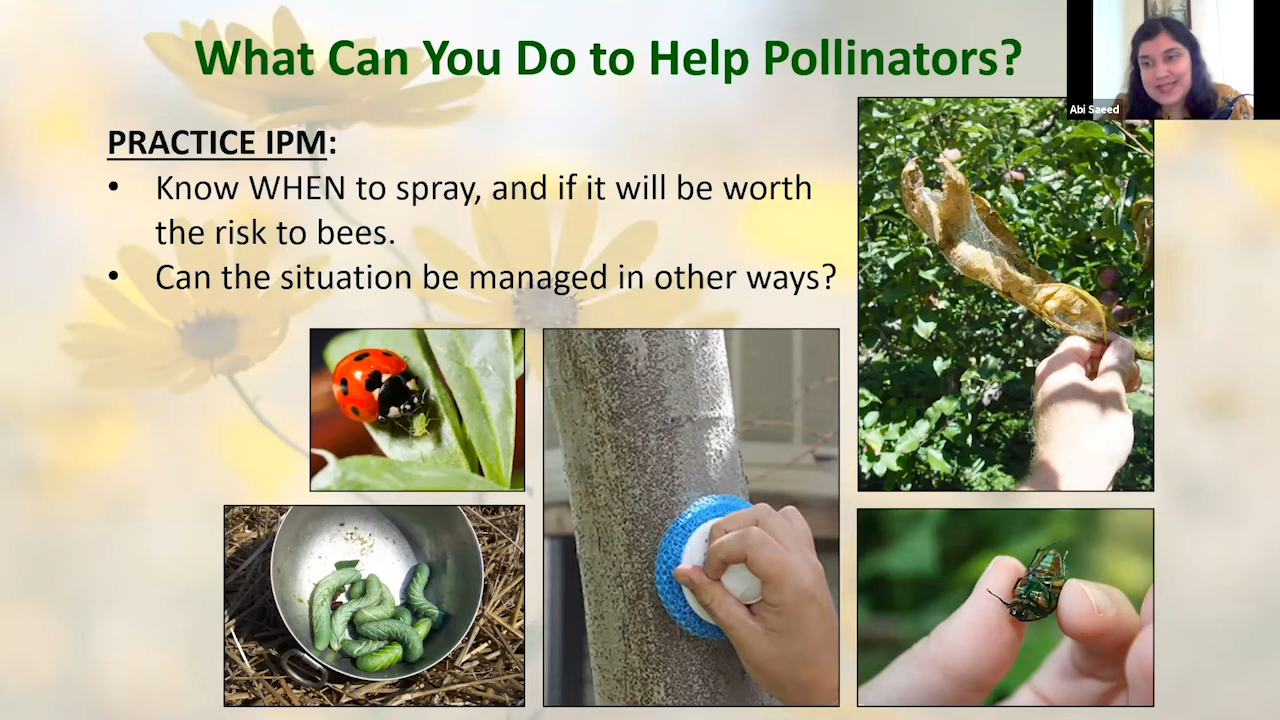 What Can You Do to Help Pollinators?
Abi Saeed
PRACTICE IPM:
• Know WHEN to spray, and if it will be worth
the risk to bees.
• Can the situation be managed in other ways?